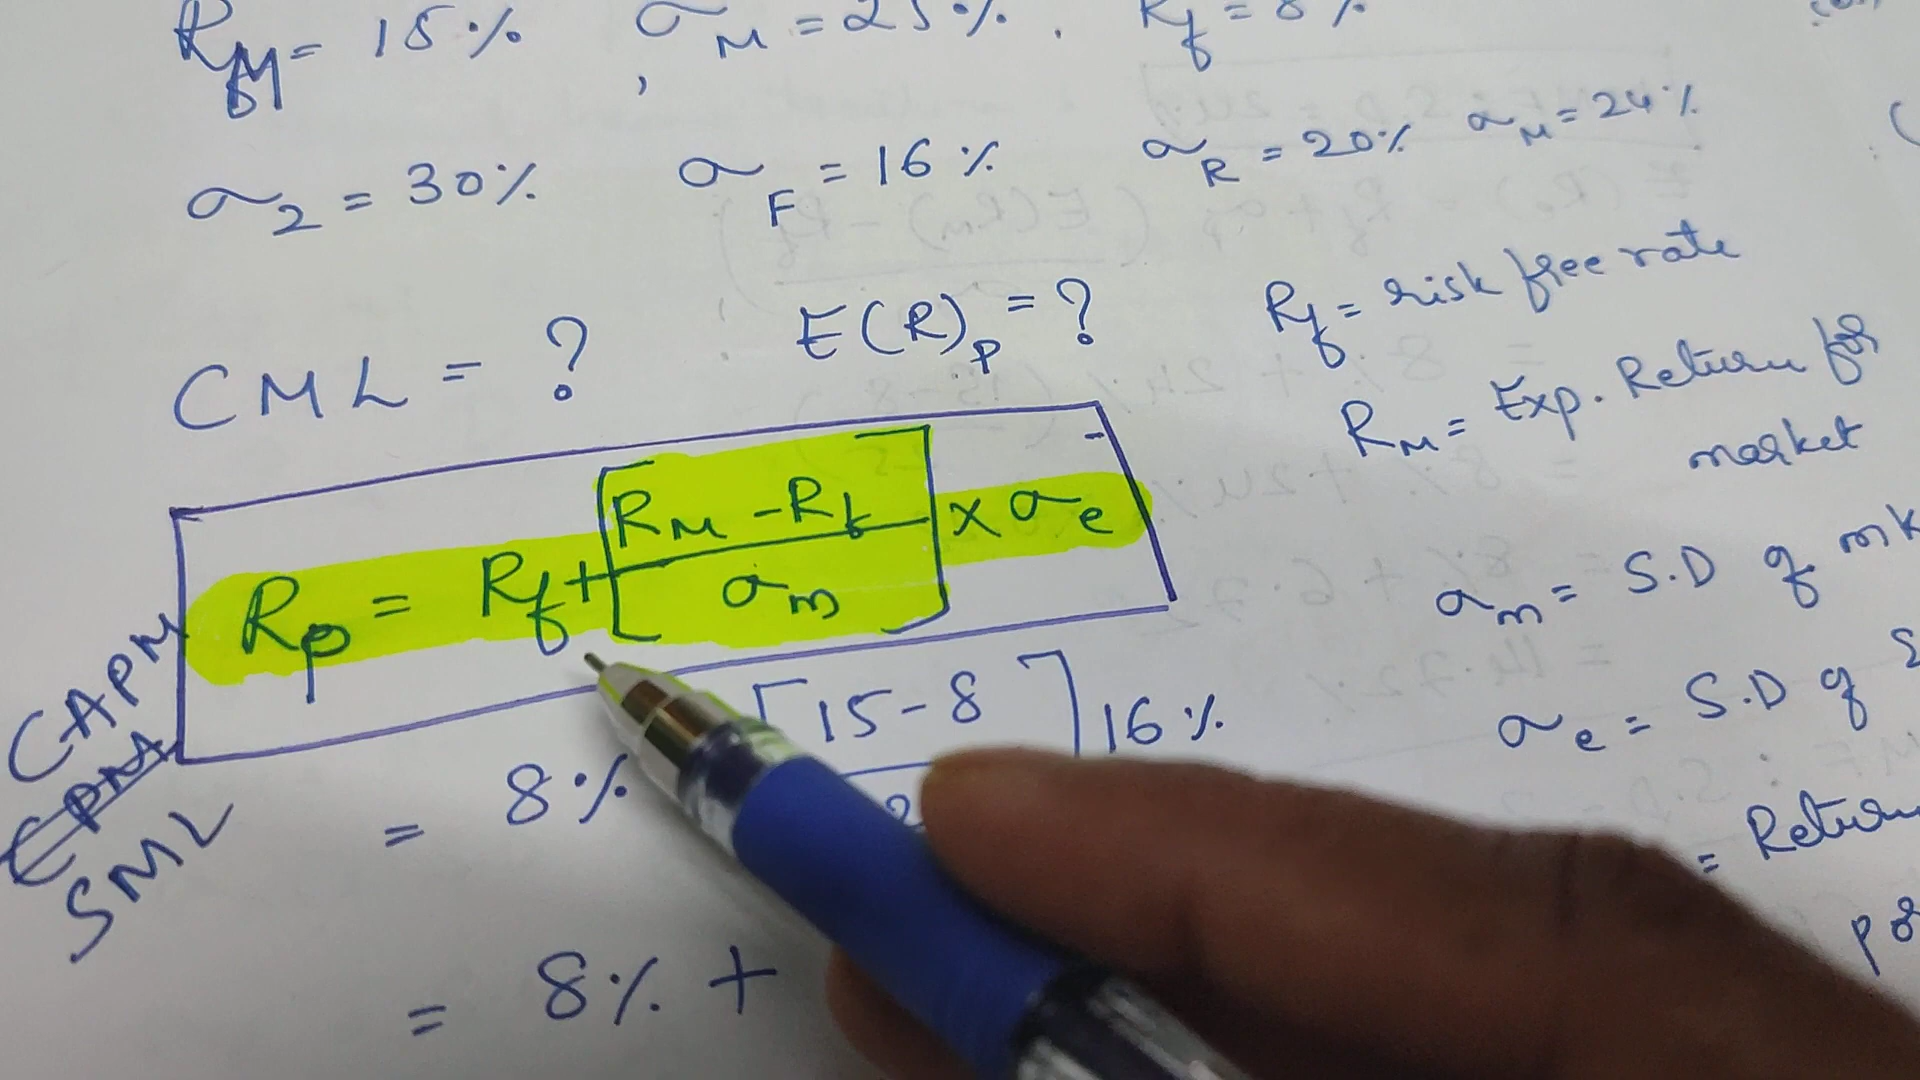 R_M = 15% , σ_M = 25% . R_f = 8%
σ_2 = 30% σ_F = 16% σ_R = 20% σ_M = 24%
CML = ? E(R)_P = ?
R_f = risk free rate
R_M = Exp. Return for
market
R_p = R_f + [R_M - R_f / σ_m] × σ_e
σ_m = S.D of mk
σ_e = S.D of
CAPM
SML
= 8% [15-8] 16%
= Return
= 8% +